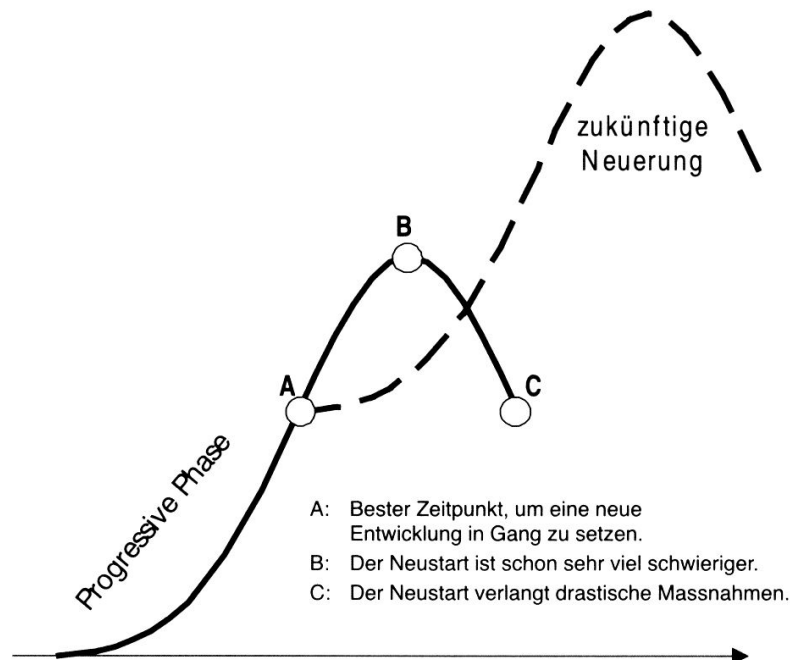 zukünftige
Neuerung
B
A
C
Progressive Phase
A: Bester Zeitpunkt, um eine neue
Entwicklung in Gang zu setzen.
B: Der Neustart ist schon sehr viel schwieriger.
C: Der Neustart verlangt drastische Massnahmen.